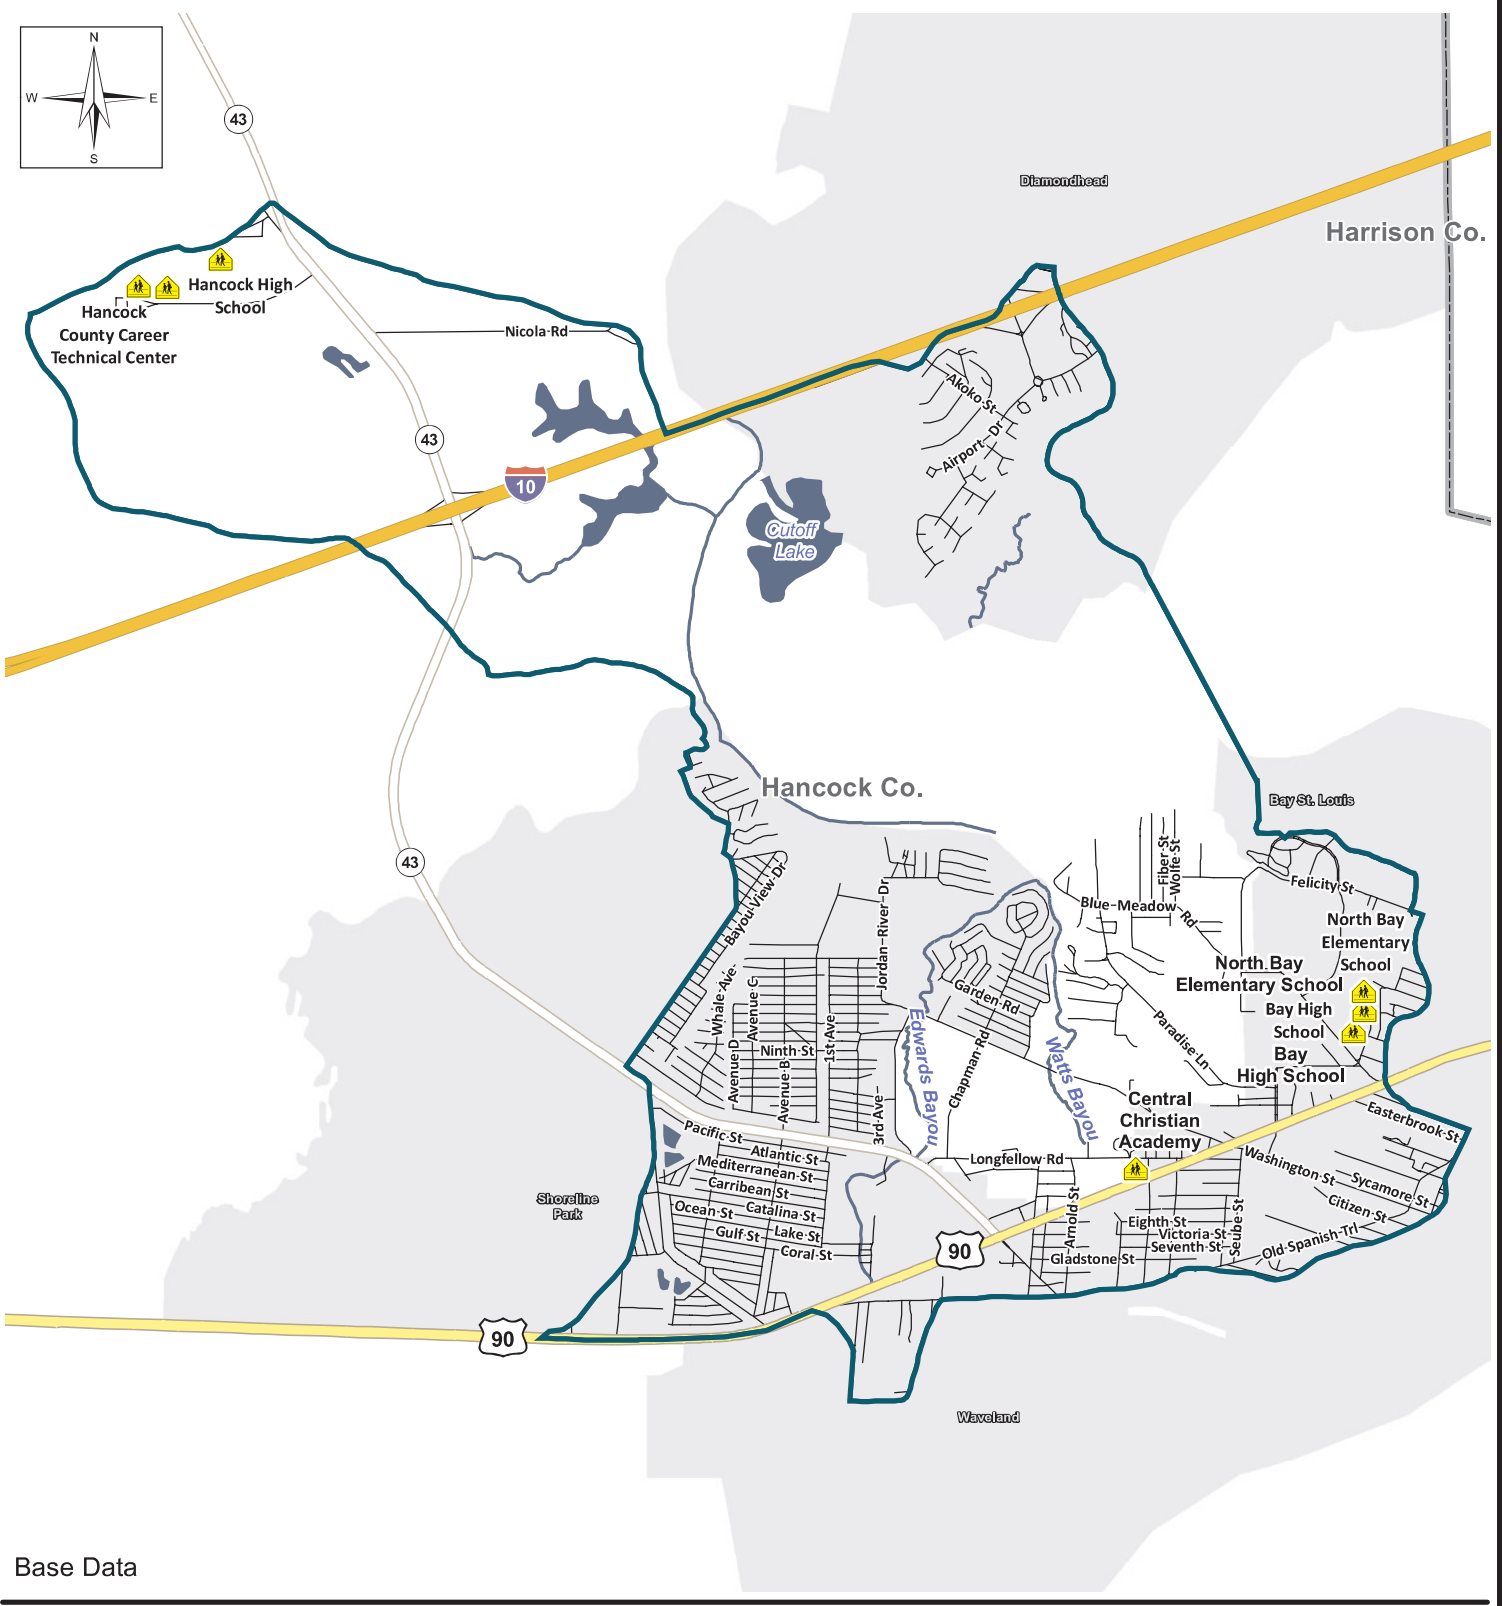 N
W
E
S
43
Diamondhead
Harrison Co.
Hancock High
School
Hancock
County Career
Technical Center
Nicola Rd
Akoko St
43
Airport Dr
10
Cutoff
Lake
Hancock Co.
Bay St. Louis
43
Fiber St
Wolfe St
Bayou View Dr
Jordan River Dr
Blue Meadow Rd
Felicity St
North Bay
Elementary
School
North Bay
Elementary School
Whale Ave
Avenue C
Garden Rd
Bay High
School
Bay
High School
Edwards Bayou
Watts Bayou
Paradise Ln
1st Ave
Ninth St
Avenue D
Avenue B
Chapman Rd
3rd Ave
Central
Christian
Academy
Easterbrook St
Pacific St
Atlantic St
Mediterranean St
Carribean St
Longfellow Rd
Washington St
Sycamore St
Citizen St
Shoreline
Park
Ocean St
Catalina St
Gulf St
Lake St
Coral St
Arnold St
Eighth St
Victoria St
Seventh St
Seube St
Gladstone St
Old Spanish Trl
90
90
Waveland
Base Data